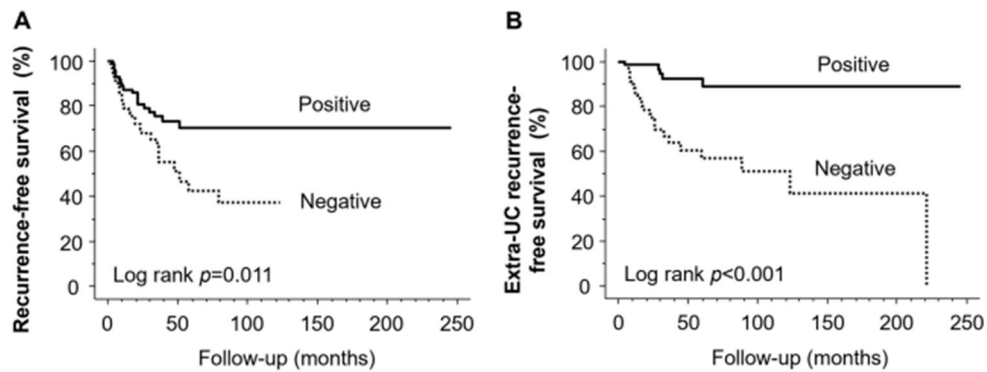 A
Recurrence-free survival (%)
100
80
60
40
20
0
Positive
Negative
Log rank p=0.011
0 50 100 150 200 250
Follow-up (months)
B
Extra-UC recurrence-
free survival (%)
100
80
60
40
20
0
Positive
Negative
Log rank p<0.001
0 50 100 150 200 250
Follow-up (months)